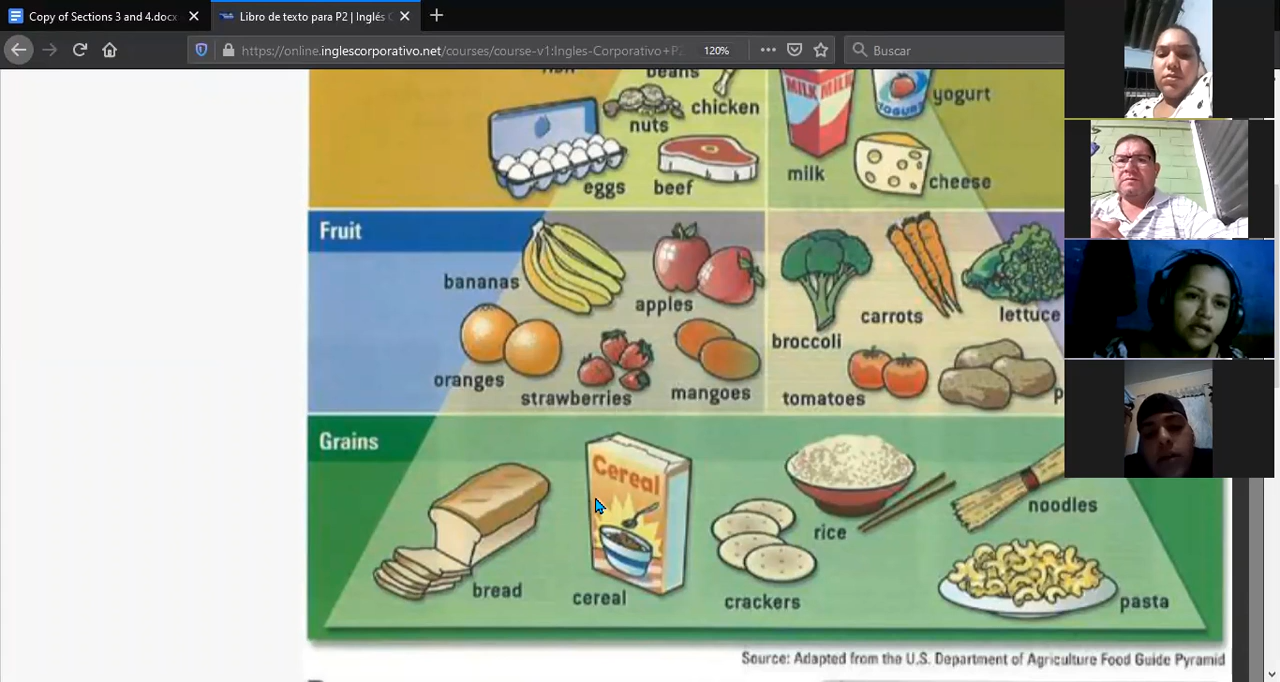 Copy of Sections 3 and 4.docx
Libro de texto para P2 | Inglés C
https://online.inglescorporativo.net/courses/course-v1:Ingles-Corporativo+P2
120%
Buscar
beans
chicken
nuts
eggs
beef
MILK MILK
milk
YOGURT
yogurt
cheese
Fruit
bananas
apples
oranges
strawberries
mangoes
broccoli
carrots
lettuce
tomatoes
p
Grains
bread
Cereal
cereal
crackers
rice
noodles
pasta
Source: Adapted from the U.S. Department of Agriculture Food Guide Pyramid